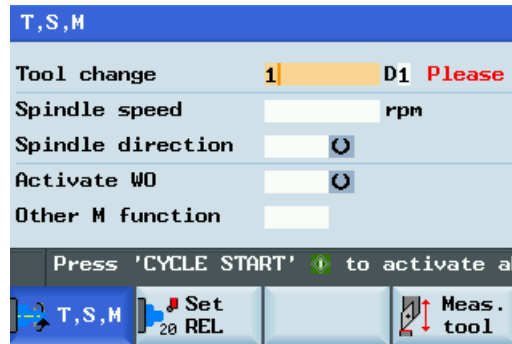 T,S,M
Tool change 1 D1 Please
Spindle speed rpm
Spindle direction
Activate WO
Other M function
Press 'CYCLE START' to activate
T,S,M Set Meas.
20 REL tool